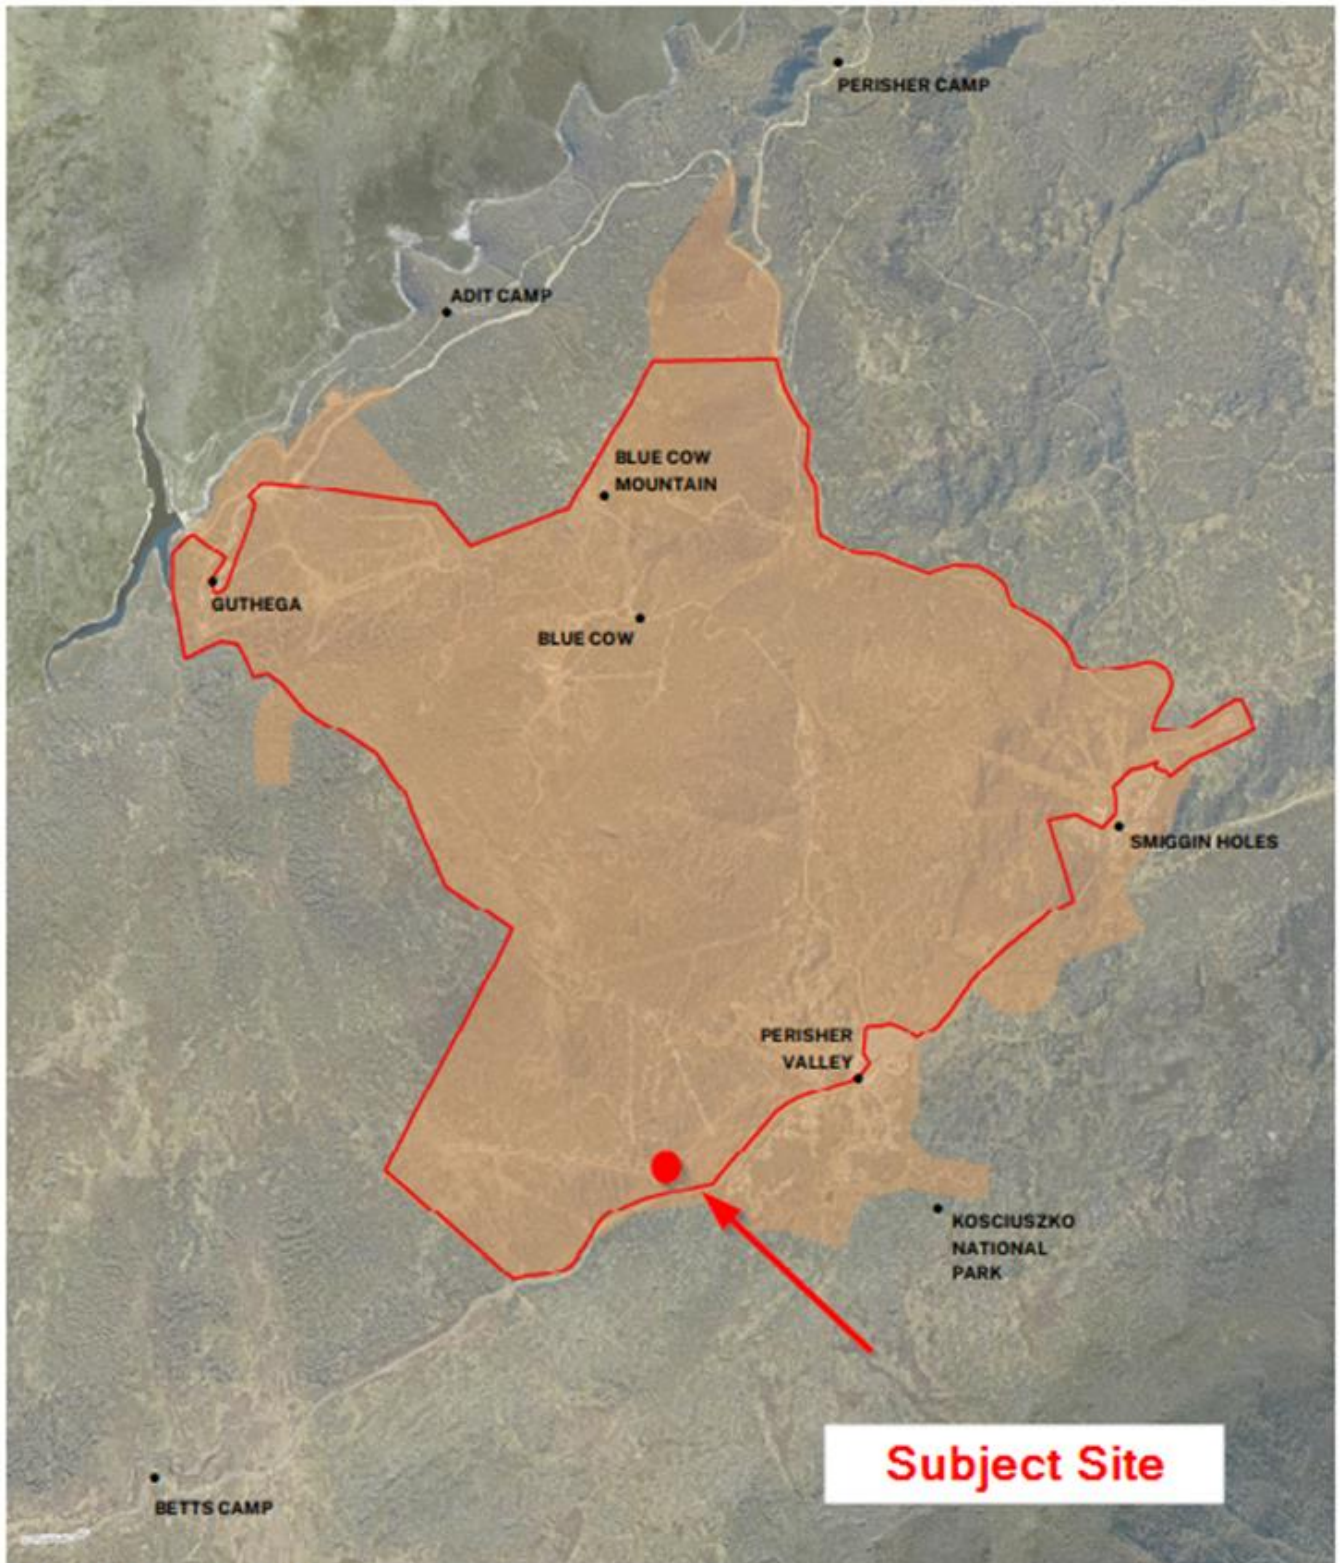 PERISHER CAMP
ADIT CAMP
BLUE COW
MOUNTAIN
GUTHEGA
BLUE COW
SMIGGIN HOLES
PERISHER
VALLEY
KOSCIUSZKO
NATIONAL
PARK
Subject Site
BETTS CAMP